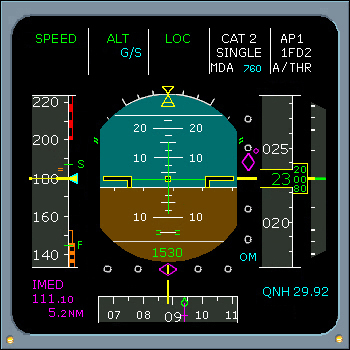 SPEED ALT LOC CAT 2 AP1
G/S SINGLE 1FD2
MDA 760 A/THR
220
200
S
180
160
F
140
20 20
10 10
10 10
1530
025
20
23 00
80
020
OM
IMED
111.10
5.2NM
QNH 29.92
07 08 09 10 11